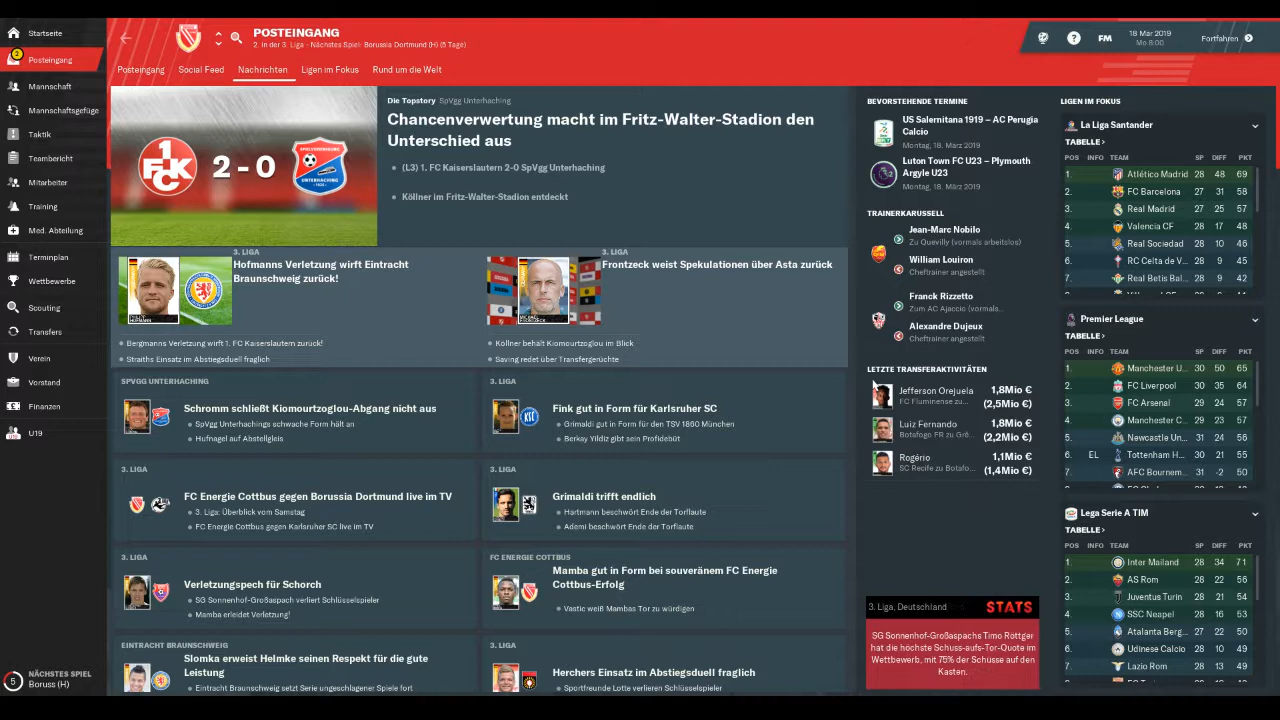 Startseite
2
Posteingang
Mannschaft
Mannschaftsgefüge
Taktik
Teambericht
Mitarbeiter
Training
Med. Abteilung
Terminplan
Wettbewerbe
Scouting
Transfers
Verein
Vorstand
Finanzen
U19
U19
5
NÄCHSTES SPIEL
Boruss (H)
POSTEINGANG
2. in der 3. Liga - Nächstes Spiel: Borussia Dortmund (H) (5 Tage)
?
FM
18 Mar 2019
Mo 9:00
Fortfahren
Posteingang
Social Feed
Nachrichten
Ligen im Fokus
Rund um die Welt
2 - 0
Die Topstory SpVgg Unterhaching
Chancenverwertung macht im Fritz-Walter-Stadion den
Unterschied aus
(L3) 1. FC Kaiserslautern 2-0 SpVgg Unterhaching
Köllner im Fritz-Walter-Stadion entdeckt
3. LIGA
Hofmanns Verletzung wirft Eintracht
Braunschweig zurück!
Bergmanns Verletzung wirft 1. FC Kaiserslautern zurück!
Straiths Einsatz im Abstiegsduell fraglich
3. LIGA
Frontzeck weist Spekulationen über Asta zurück
Köllner behält Kiomourtzoglou im Blick
Saving redet über Transfergerüchte
SPVGG UNTERHACHING
Schromm schließt Kiomourtzoglou-Abgang nicht aus
SpVgg Unterhachings schwache Form hält an
Hufnagel auf Abstellgleis
3. LIGA
Fink gut in Form für Karlsruher SC
Grimaldi gut in Form für den TSV 1860 München
Berkay Yildiz gibt sein Profidebüt
3. LIGA
FC Energie Cottbus gegen Borussia Dortmund live im TV
3. Liga: Überblick vom Samstag
FC Energie Cottbus gegen Karlsruher SC live im TV
3. LIGA
Grimaldi trifft endlich
Hartmann beschwört Ende der Torflaute
Ademi beschwört Ende der Torflaute
3. LIGA
Verletzungspech für Schorch
SG Sonnenhof-Großaspach verliert Schlüsselspieler
Mamba erleidet Verletzung!
FC ENERGIE COTTBUS
Mamba gut in Form bei souveränem FC Energie
Cottbus-Erfolg
Vastic weiß Mambas Tor zu würdigen
EINTRACHT BRAUNSCHWEIG
Slomka erweist Helmke seinen Respekt für die gute
Leistung
Eintracht Braunschweig setzt Serie ungeschlagener Spiele fort
3. LIGA
Herchers Einsatz im Abstiegsduell fraglich
Sportfreunde Lotte verlieren Schlüsselspieler
BEVORSTEHENDE TERMINE
US Salernitana 1919 – AC Perugia
Calcio
Montag, 18. März 2019
Luton Town FC U23 – Plymouth
Argyle U23
Montag, 18. März 2019
TRAINERKARUSSELL
Jean-Marc Nobilo
Zu Quevilly (vormals arbeitslos)
William Louiron
Cheftrainer angestellt
Franck Rizzetto
Zum AC Ajaccio (vormals...
Alexandre Dujeux
Cheftrainer angestellt
LETZTE TRANSFERAKTIVITÄTEN
Jefferson Orejuela 1,8Mio €
FC Fluminense zu... (2,5Mio €)
Luiz Fernando 1,8Mio €
Botafogo FR zu Grê... (2,2Mio €)
Rogério 1,1Mio €
SC Recife zu Botafo... (1,4Mio €)
3. Liga, Deutschland STATS
SG Sonnenhof-Großaspachs Timo Röttger
hat die höchste Schuss-aufs-Tor-Quote im
Wettbewerb, mit 75% der Schüsse auf den
Kasten.
LIGEN IM FOKUS
La Liga Santander
TABELLE
POS INFO TEAM SP DIFF PKT
1. Atlético Madrid 28 48 69
2. FC Barcelona 28 31 58
3. Real Madrid 27 25 57
4. Valencia CF 28 17 48
5. Real Sociedad 28 10 46
6. RC Celta de V... 28 9 45
7. Real Betis Bal... 28 9 42
Premier League
TABELLE
POS INFO TEAM SP DIFF PKT
1. Manchester U... 30 50 65
2. FC Liverpool 30 35 64
3. FC Arsenal 29 24 57
4. Manchester C... 29 23 57
5. Newcastle Un... 31 24 56
6. EL Tottenham H... 30 21 55
7. AFC Bournem... 31 -2 50
Lega Serie A TIM
TABELLE
POS INFO TEAM SP DIFF PKT
1. Inter Mailand 28 34 71
2. AS Rom 28 22 56
3. Juventus Turin 28 21 54
4. SSC Neapel 28 16 53
5. Atalanta Berg... 27 22 50
6. Udinese Calcio 28 10 49
7. Lazio Rom 28 13 49